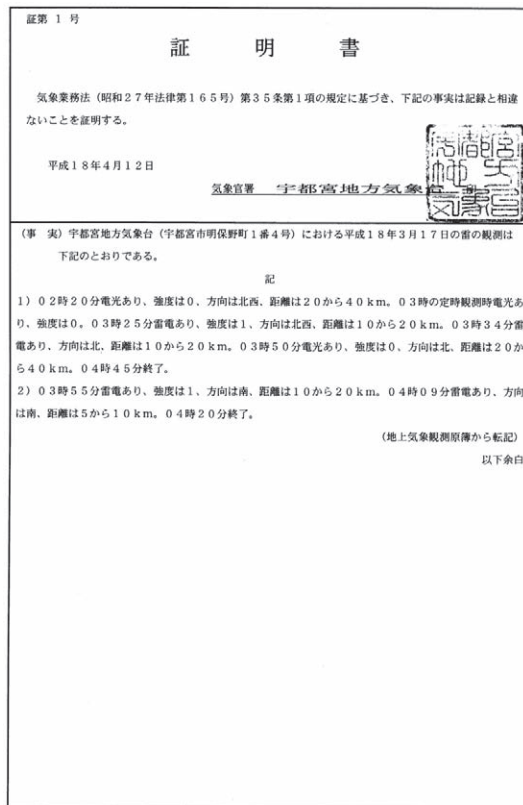 証第 1 号
証 明 書
気象業務法（昭和27年法律第165号）第35条第1項の規定に基づき、下記の事実は記録と相違
ないことを証明する。
平成18年4月12日
気象官署 宇都宮地方気象台
（事 実）宇都宮地方気象台（宇都宮市明保野町1番4号）における平成18年3月17日の雷の観測は
下記のとおりである。
記
1）02時20分電光あり、強度は0、方向は北西、距離は20から40km。03時の定時観測時電光あ
り、強度は0。03時25分雷電あり、強度は1、方向は北西、距離は10から20km。03時34分雷
電あり、方向は北、距離は10から20km。03時50分電光あり、強度は0、方向は北、距離は20か
ら40km。04時45分終了。
2）03時55分雷電あり、強度は1、方向は南、距離は10から20km。04時09分雷電あり、方向
は南、距離は5から10km。04時20分終了。
（地上気象観測原簿から転記）
以下余白